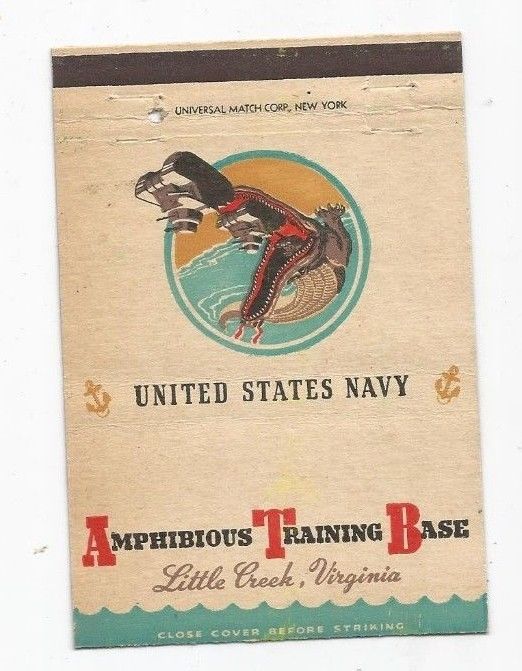 UNIVERSAL MATCH CORP., NEW YORK
UNITED STATES NAVY
AMPHIBIOUS TRAINING BASE
Little Creek, Virginia
CLOSE COVER BEFORE STRIKING